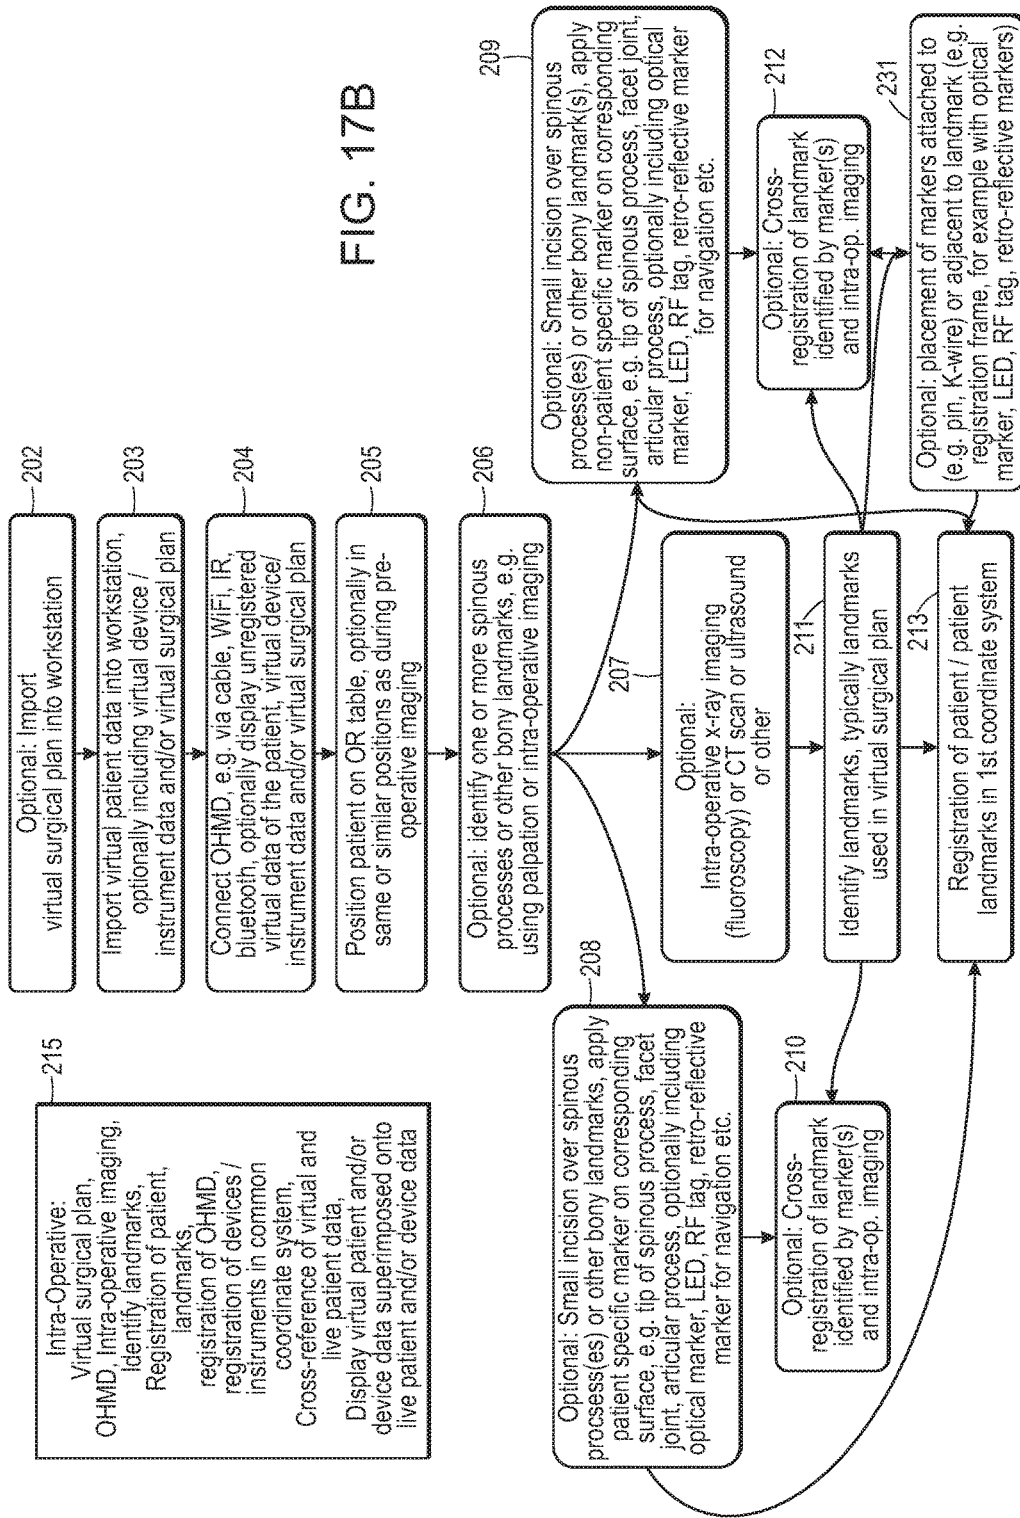 215
Intra-Operative:
Virtual surgical plan,
OHMD, Intra-operative imaging,
Identify landmarks,
Registration of patient,
landmarks,
registration of OHMD,
registration of devices /
instruments in common
coordinate system,
Cross-reference of virtual and
live patient data,
Display virtual patient and/or
device data superimposed onto
live patient and/or device data
202
Optional: Import
virtual surgical plan into workstation
203
Import virtual patient data into workstation,
optionally including virtual device /
instrument data and/or virtual surgical plan
204
Connect OHMD, e.g. via cable, WiFi, IR,
bluetooth, optionally display unregistered
virtual data of the patient, virtual device/
instrument data and/or virtual surgical plan
205
Position patient on OR table, optionally in
same or similar positions as during pre-
operative imaging
206
Optional: identify one or more spinous
processes or other bony landmarks, e.g.
using palpation or intra-operative imaging
FIG. 17B
208
Optional: Small incision over spinous
procsess(es) or other bony landmarks, apply
patient specific marker on corresponding
surface, e.g. tip of spinous process, facet
joint, articular process, optionally including
optical marker, LED, RF tag, retro-reflective
marker for navigation etc.
207
Optional:
Intra-operative x-ray imaging
(fluoroscopy) or CT scan or ultrasound
or other
209
Optional: Small incision over spinous
process(es) or other bony landmark(s), apply
non-patient specific marker on corresponding
surface, e.g. tip of spinous process, facet joint,
articular process, optionally including optical
marker, LED, RF tag, retro-reflective marker
for navigation etc.
210
Optional: Cross-
registration of landmark
identified by marker(s)
and intra-op. imaging
211
Identify landmarks, typically landmarks
used in virtual surgical plan
212
Optional: Cross-
registration of landmark
identified by marker(s)
and intra-op. imaging
213
Registration of patient / patient
landmarks in 1st coordinate system
231
Optional: placement of markers attached to
(e.g. pin, K-wire) or adjacent to landmark (e.g.
registration frame, for example with optical
marker, LED, RF tag, retro-reflective markers)